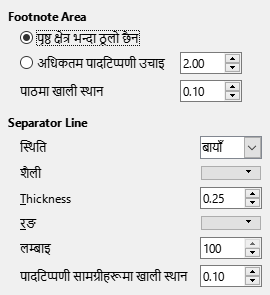 Footnote Area
पृष्ठ क्षेत्र भन्दा ठूलो छैन
अधिकतम पादटिप्पणी उचाइ 2.00
पाठमा खाली स्थान 0.10
Separator Line
स्थिति बायाँ
शैली
Thickness 0.25
रङ
लम्बाइ 100
पादटिप्पणी सामग्रीहरूमा खाली स्थान 0.10